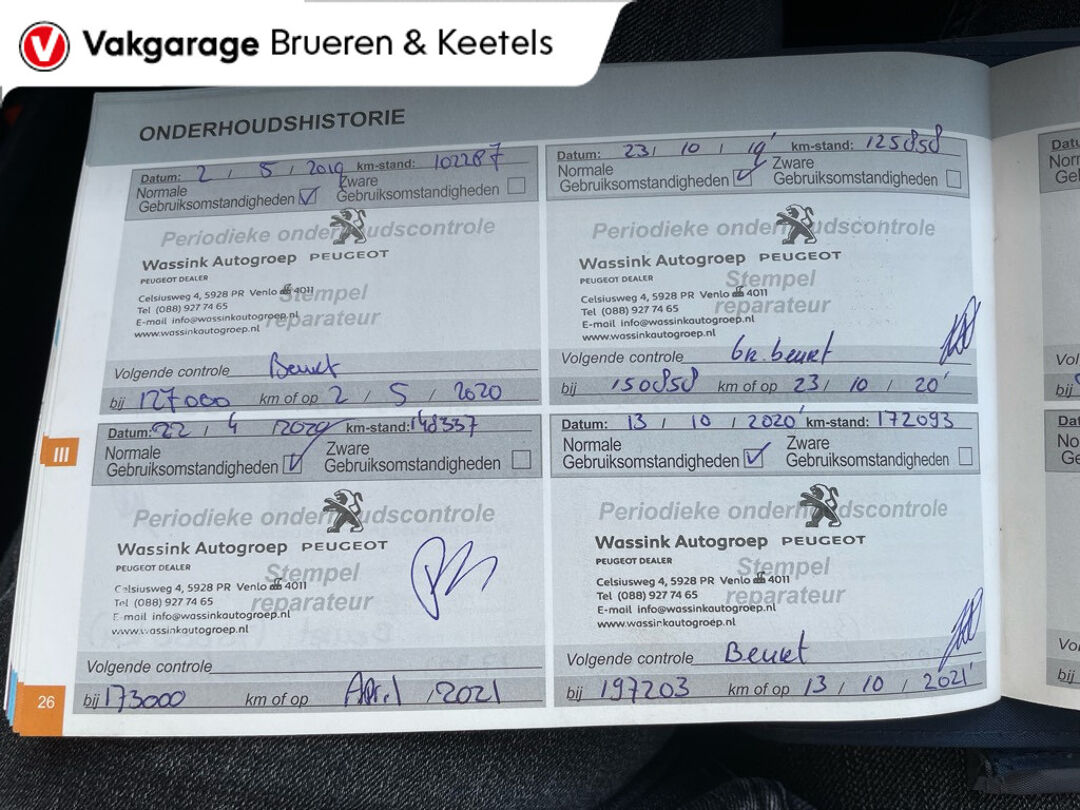 Vakgarage Brueren & Keetels
ONDERHOUDSHISTORIE
Datum: 2 / 5 / 2019 km-stand: 102287
Normale
Gebruiksomstandigheden
Zware
Gebruiksomstandigheden
Periodieke onderhoudscontrole
Wassink Autogroep PEUGEOT
PEUGEOT DEALER
Stempel
Celsiusweg 4, 5928 PR Venlo 4011
Tel (088) 927 74 65
reparateur
E-mail info@wassinkautogroep.nl
www.wassinkautogroep.nl
Volgende controle Beurt
bij 127000 km of op 2 / 5 / 2020
Datum: 23 / 10 / 19' km-stand: 125858
Normale
Gebruiksomstandigheden
Zware
Gebruiksomstandigheden
Periodieke onderhoudscontrole
Wassink Autogroep PEUGEOT
PEUGEOT DEALER
Stempel
Celsiusweg 4, 5928 PR Venlo 4011
Tel (088) 927 74 65
reparateur
E-mail info@wassinkautogroep.nl
www.wassinkautogroep.nl
Volgende controle Gr. beurt
bij 150858 km of op 23 / 10 / 20'
Datum: 22 / 4 / 2020 km-stand: 148337
Normale
Gebruiksomstandigheden
Zware
Gebruiksomstandigheden
Periodieke onderhoudscontrole
Wassink Autogroep PEUGEOT
PEUGEOT DEALER
Stempel
Celsiusweg 4, 5928 PR Venlo 4011
Tel (088) 927 74 65
reparateur
E-mail info@wassinkautogroep.nl
www.wassinkautogroep.nl
Volgende controle
bij 173000 km of op April / 2021
Datum: 13 / 10 / 2020' km-stand: 172093
Normale
Gebruiksomstandigheden
Zware
Gebruiksomstandigheden
Periodieke onderhoudscontrole
Wassink Autogroep PEUGEOT
PEUGEOT DEALER
Stempel
Celsiusweg 4, 5928 PR Venlo 4011
Tel (088) 927 74 65
reparateur
E-mail info@wassinkautogroep.nl
www.wassinkautogroep.nl
Volgende controle Beurt
bij 197203 km of op 13 / 10 / 2021'
III
26